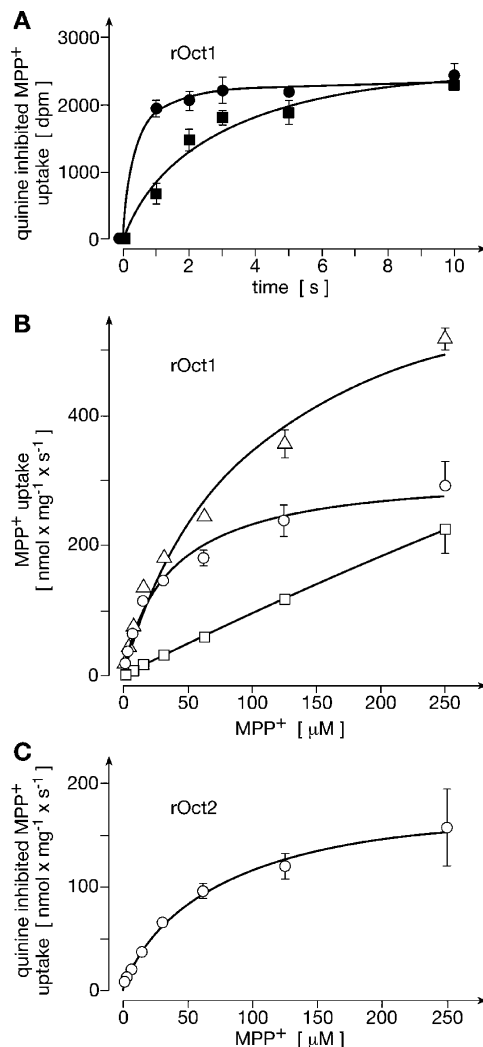 A
rOct1
quinine inhibited MPP+
uptake [ dpm ]
3000
2000
1000
0
0 2 4 6 8 10
time [ s ]
B
rOct1
MPP+ uptake
[ nmol x mg-1 x s-1 ]
400
200
0
0 50 100 150 200 250
MPP+ [ µM ]
C
rOct2
quinine inhibited MPP+
uptake [ nmol x mg-1 x s-1 ]
200
100
0
0 50 100 150 200 250
MPP+ [ µM ]